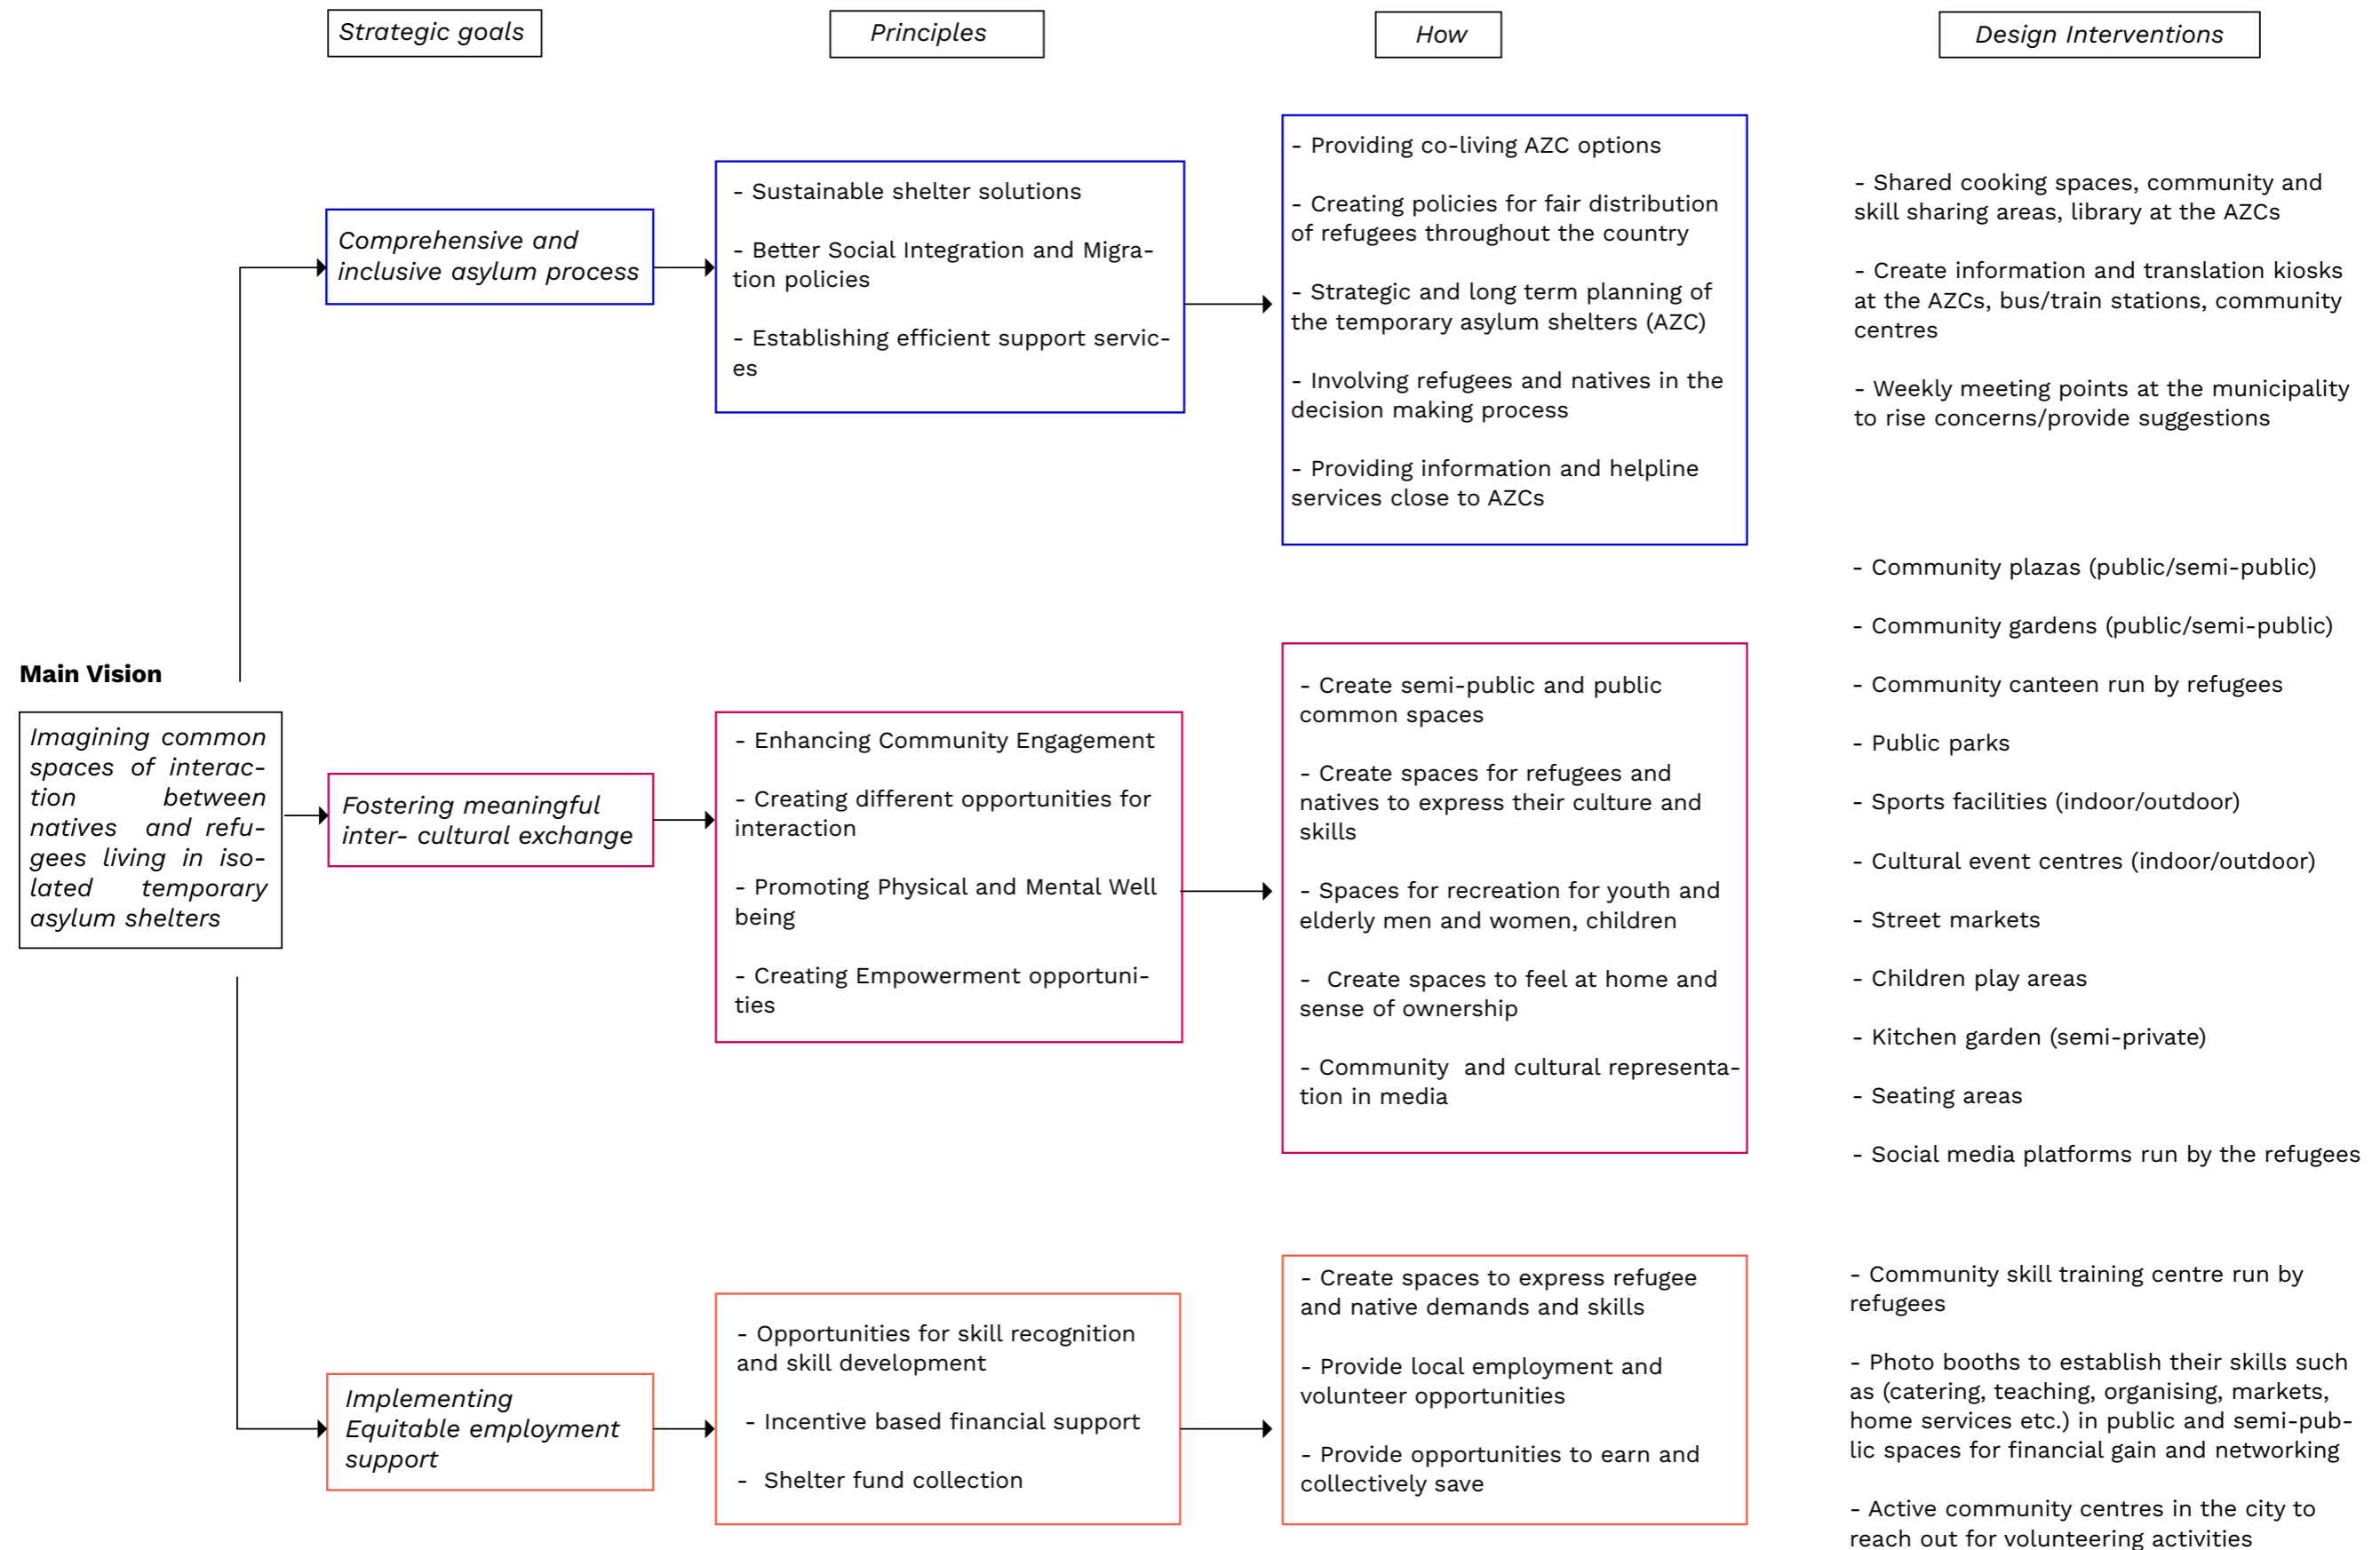 Strategic goals
Principles
How
Design Interventions
Main Vision
Imagining common
spaces of interac-
tion between
natives and refu-
gees living in iso-
lated temporary
asylum shelters
Comprehensive and
inclusive asylum process
- Sustainable shelter solutions
- Better Social Integration and Migra-
tion policies
- Establishing efficient support servic-
es
- Providing co-living AZC options
- Creating policies for fair distribution
of refugees throughout the country
- Strategic and long term planning of
the temporary asylum shelters (AZC)
- Involving refugees and natives in the
decision making process
- Providing information and helpline
services close to AZCs
- Shared cooking spaces, community and
skill sharing areas, library at the AZCs
- Create information and translation kiosks
at the AZCs, bus/train stations, community
centres
- Weekly meeting points at the municipality
to rise concerns/provide suggestions
Fostering meaningful
inter- cultural exchange
- Enhancing Community Engagement
- Creating different opportunities for
interaction
- Promoting Physical and Mental Well
being
- Creating Empowerment opportuni-
ties
- Create semi-public and public
common spaces
- Create spaces for refugees and
natives to express their culture and
skills
- Spaces for recreation for youth and
elderly men and women, children
- Create spaces to feel at home and
sense of ownership
- Community and cultural representa-
tion in media
- Community plazas (public/semi-public)
- Community gardens (public/semi-public)
- Community canteen run by refugees
- Public parks
- Sports facilities (indoor/outdoor)
- Cultural event centres (indoor/outdoor)
- Street markets
- Children play areas
- Kitchen garden (semi-private)
- Seating areas
- Social media platforms run by the refugees
Implementing
Equitable employment
support
- Opportunities for skill recognition
and skill development
- Incentive based financial support
- Shelter fund collection
- Create spaces to express refugee
and native demands and skills
- Provide local employment and
volunteer opportunities
- Provide opportunities to earn and
collectively save
- Community skill training centre run by
refugees
- Photo booths to establish their skills such
as (catering, teaching, organising, markets,
home services etc.) in public and semi-pub-
lic spaces for financial gain and networking
- Active community centres in the city to
reach out for volunteering activities